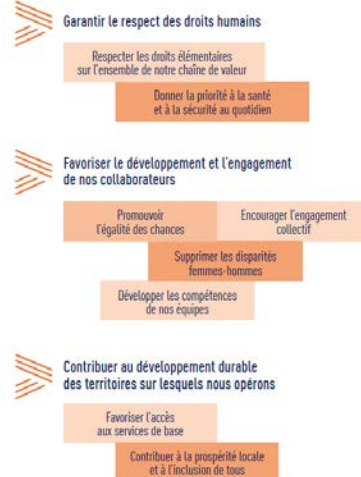 Garantir le respect des droits humains
Respecter les droits élémentaires
sur l'ensemble de notre chaîne de valeur
Donner la priorité à la santé
et à la sécurité au quotidien
Favoriser le développement et l'engagement
de nos collaborateurs
Promouvoir
l'égalité des chances
Encourager l'engagement
collectif
Supprimer les disparités
femmes-hommes
Développer les compétences
de nos équipes
Contribuer au développement durable
des territoires sur lesquels nous opérons
Favoriser l'accès
aux services de base
Contribuer à la prospérité locale
et à l'inclusion de tous